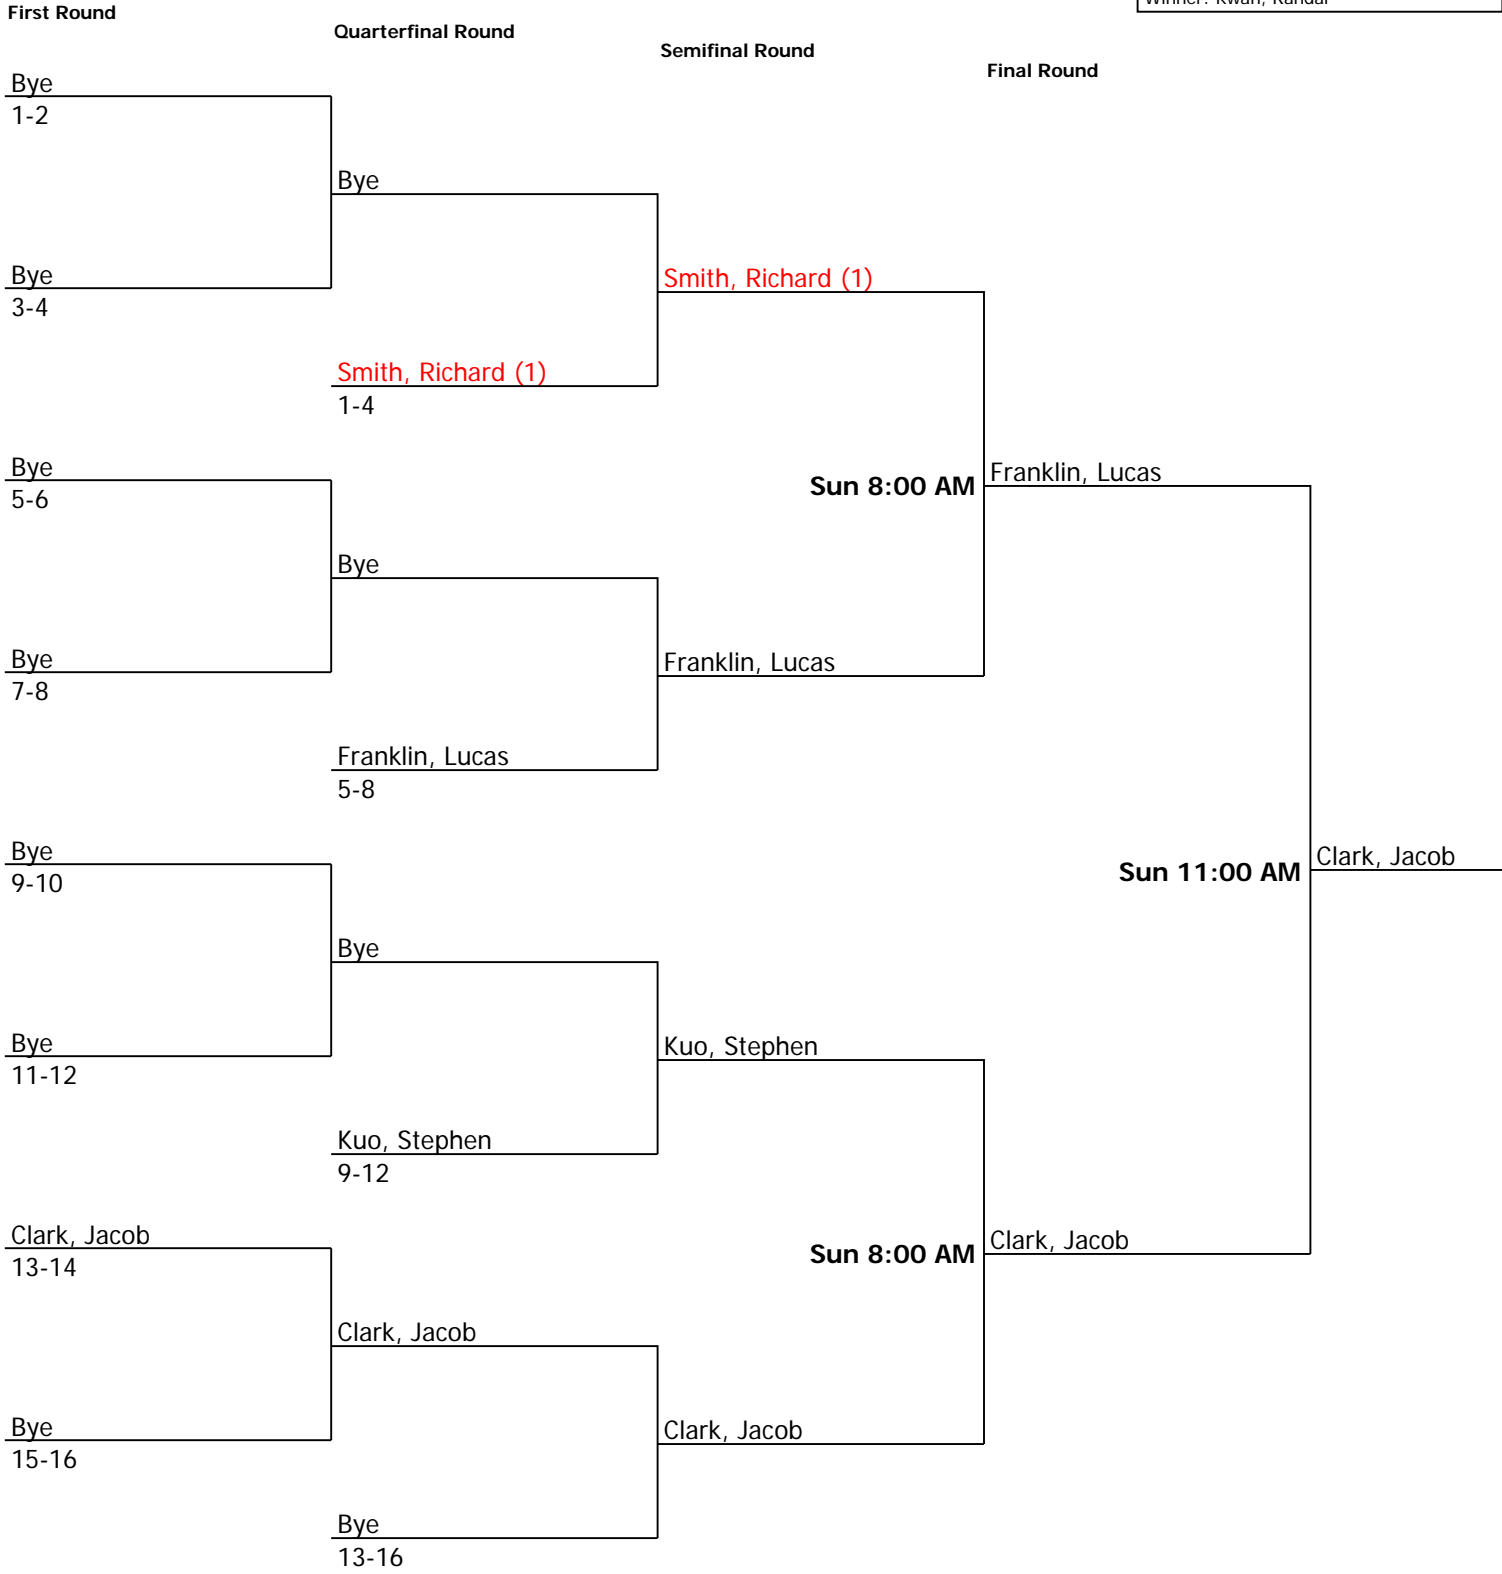 Winner: Kwan, Randal
First Round
Quarterfinal Round
Semifinal Round
Final Round
Bye
1-2
Bye
Bye
3-4
Smith, Richard (1)
Smith, Richard (1)
1-4
Bye
5-6
Sun 8:00 AM
Franklin, Lucas
Bye
Bye
7-8
Franklin, Lucas
Franklin, Lucas
5-8
Bye
9-10
Sun 11:00 AM
Clark, Jacob
Bye
Bye
11-12
Kuo, Stephen
Kuo, Stephen
9-12
Clark, Jacob
13-14
Sun 8:00 AM
Clark, Jacob
Clark, Jacob
Bye
15-16
Clark, Jacob
Bye
13-16